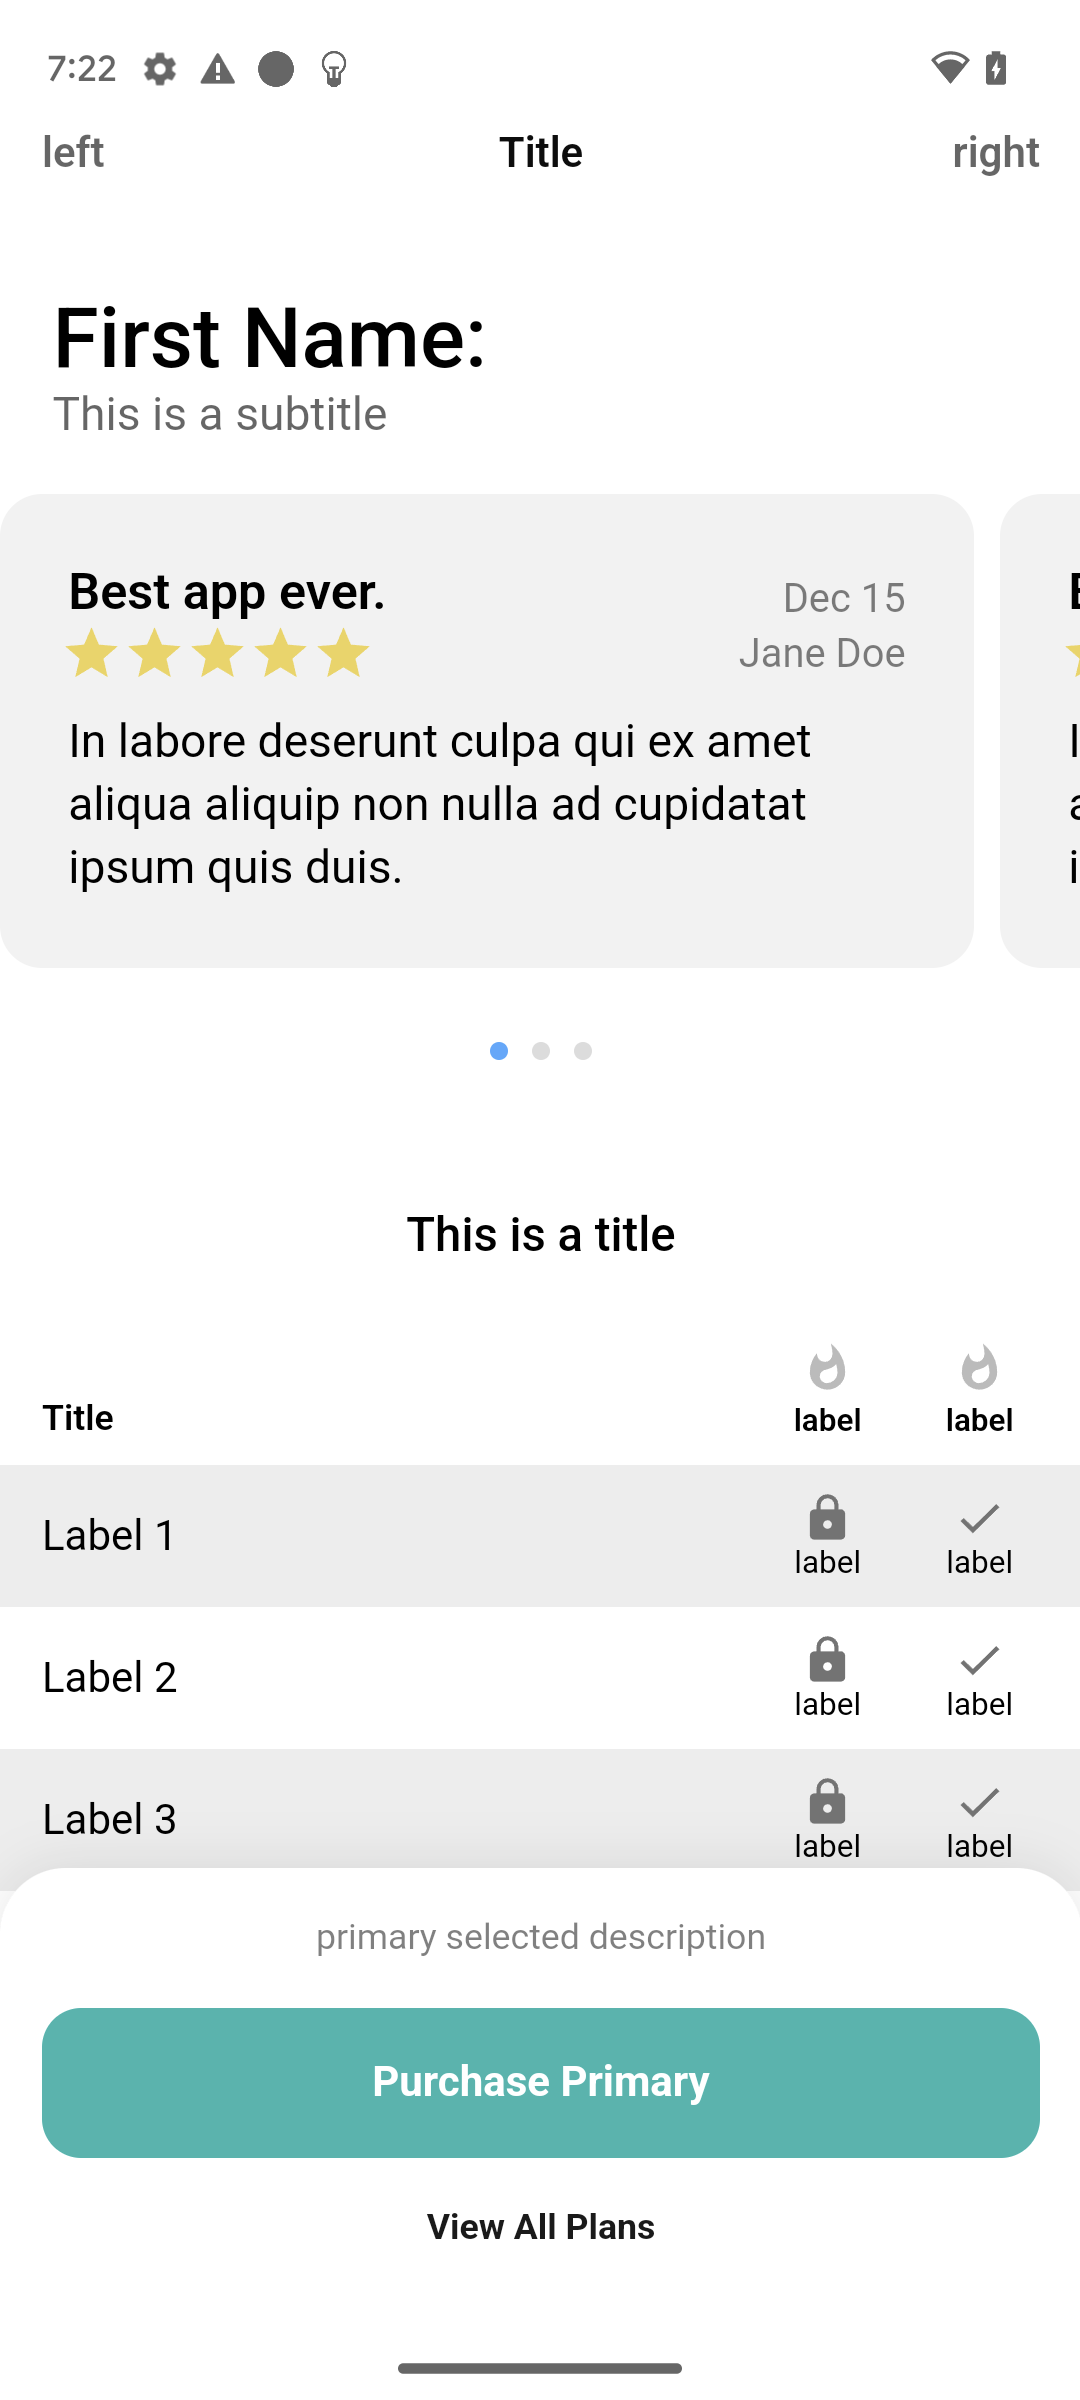 7:22
left Title right
First Name:
This is a subtitle
Best app ever.
Dec 15
Jane Doe
In labore deserunt culpa qui ex amet
aliqua aliquip non nulla ad cupidatat
ipsum quis duis.
This is a title
Title label label
Label 1 label label
Label 2 label label
Label 3 label label
primary selected description
Purchase Primary
View All Plans